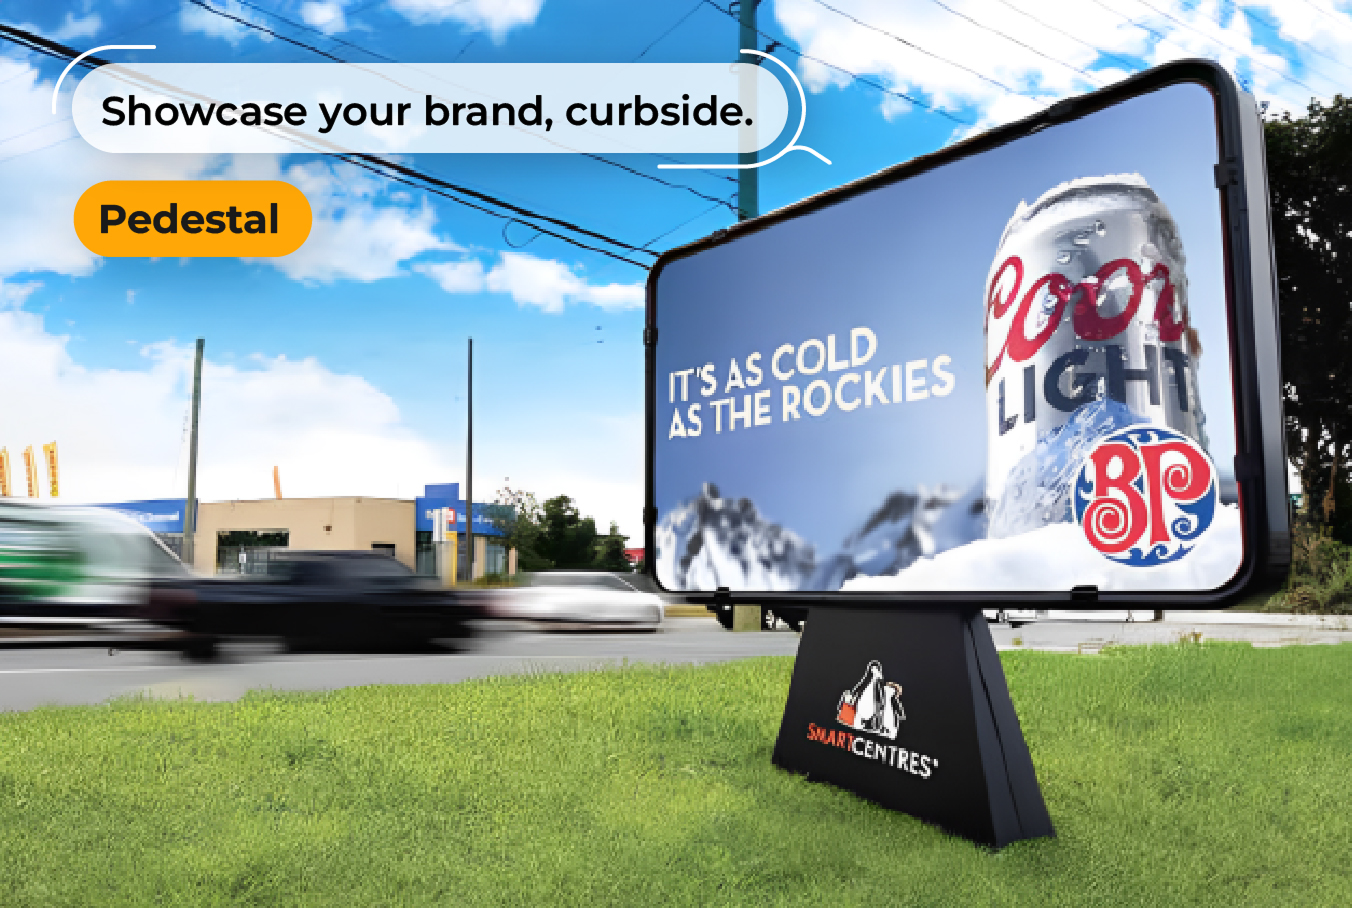 Showcase your brand, curbside.
Pedestal
IT'S AS COLD
AS THE ROCKIES
Coors
LIGHT
BP
SMARTCENTRES